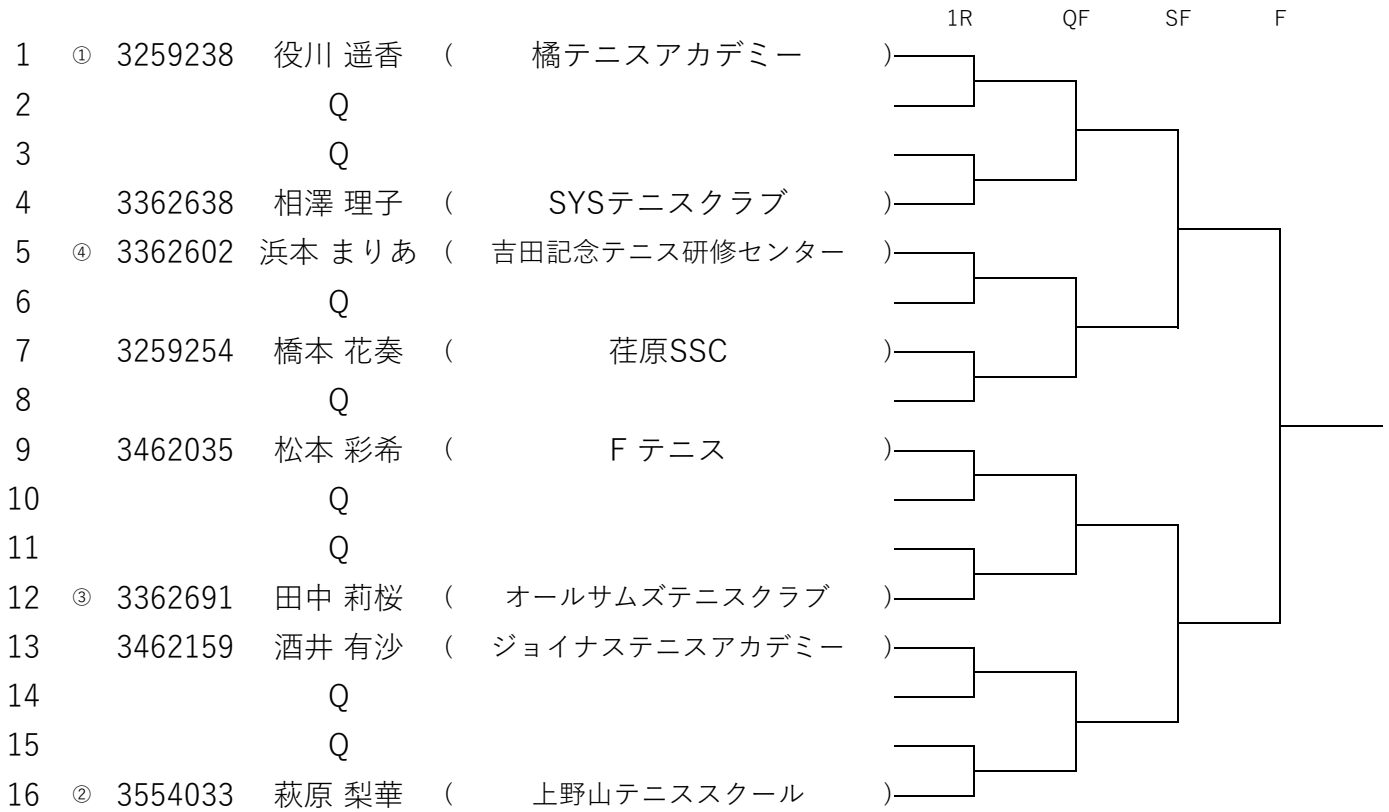 1R QF SF F
1 ① 3259238 役川 遥香 ( 橘テニスアカデミー )
2 Q
3 Q
4 3362638 相澤 理子 ( SYSテニスクラブ )
5 ④ 3362602 浜本 まりあ ( 吉田記念テニス研修センター )
6 Q
7 3259254 橋本 花奏 ( 荏原SSC )
8 Q
9 3462035 松本 彩希 ( F テニス )
10 Q
11 Q
12 ③ 3362691 田中 莉桜 ( オールサムズテニスクラブ )
13 3462159 酒井 有沙 ( ジョイナステニスアカデミー )
14 Q
15 Q
16 ② 3554033 萩原 梨華 ( 上野山テニススクール )